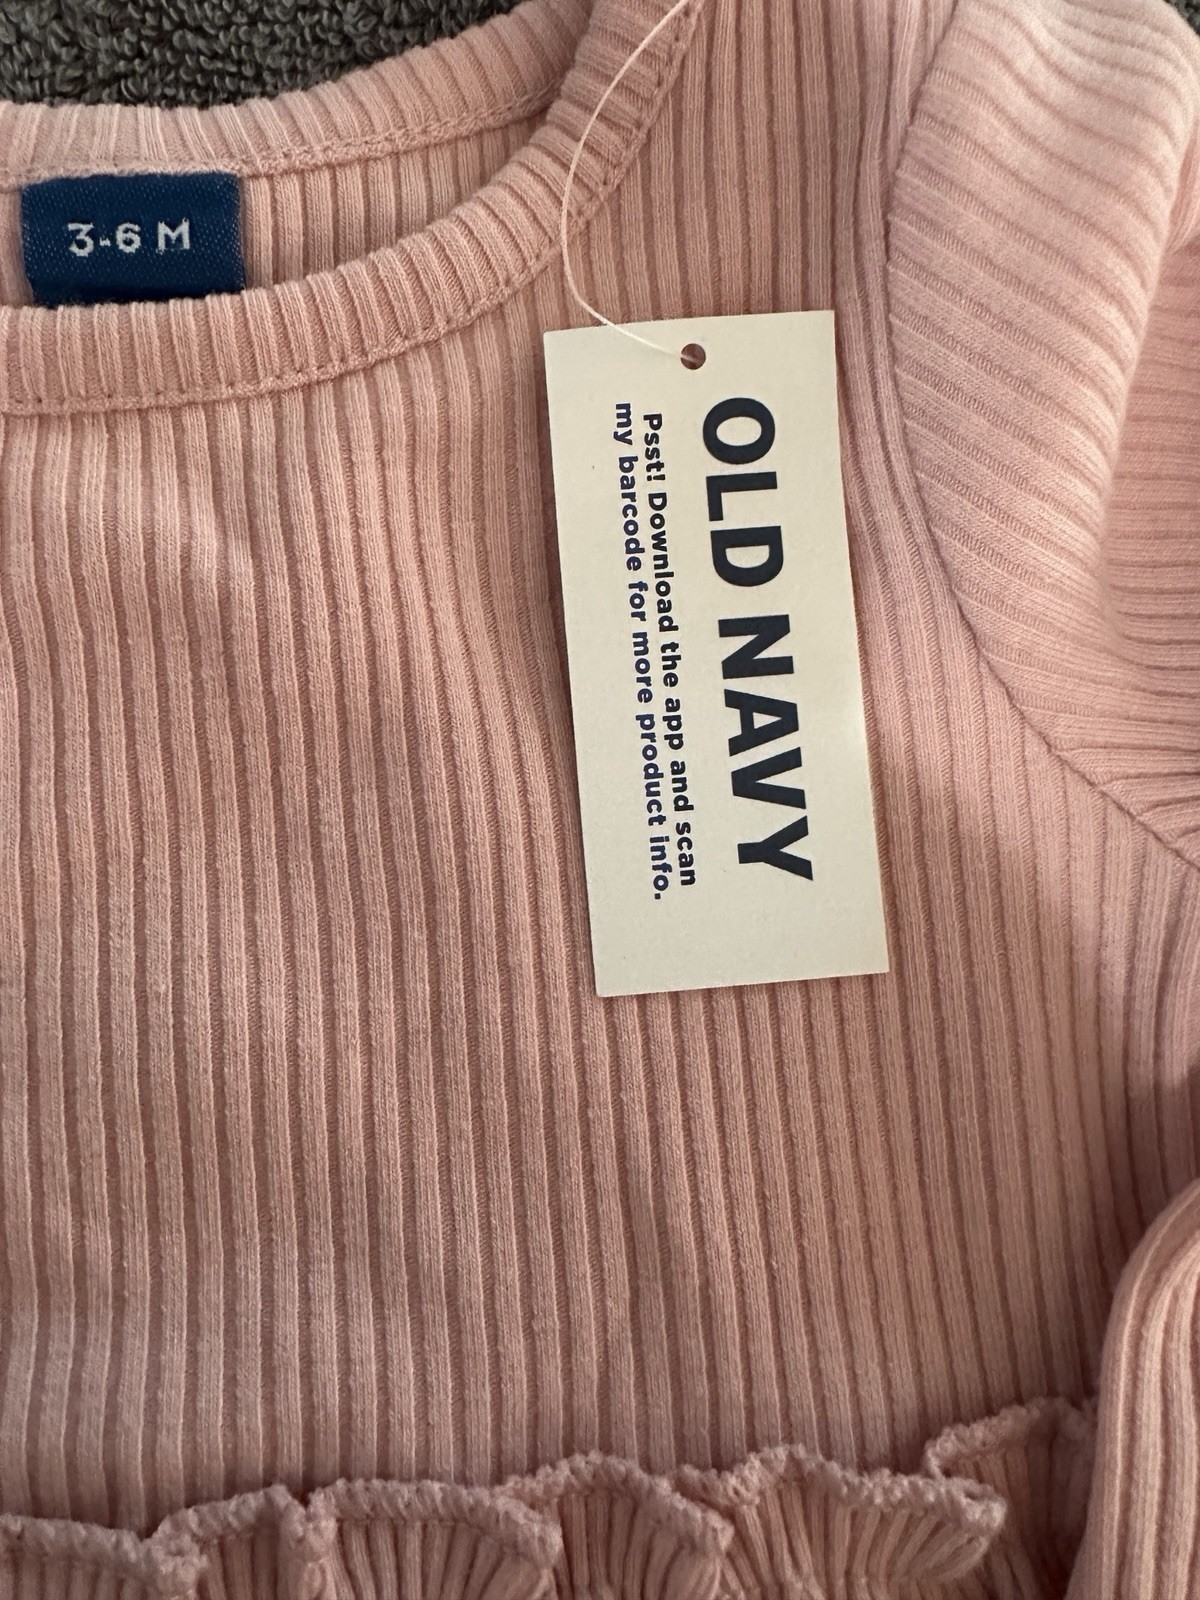 3-6 M
OLD NAVY
Psst! Download the app and scan
my barcode for more product info.